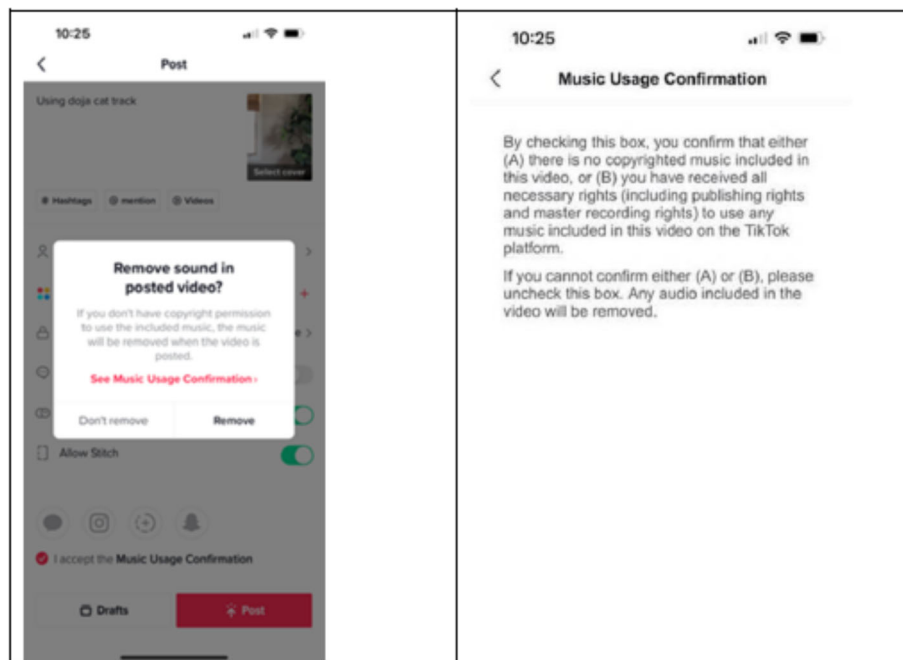 10:25
Post
Using doja cat track
Select cover
# Hashtags
@ mention
Videos
Remove sound in
posted video?
If you don't have copyright permission
to use the included music, the music
will be removed when the video is
posted.
See Music Usage Confirmation ›
e >
Don't remove
Remove
Allow Stitch
I accept the Music Usage Confirmation
Drafts
Post
10:25
Music Usage Confirmation
By checking this box, you confirm that either
(A) there is no copyrighted music included in
this video, or (B) you have received all
necessary rights (including publishing rights
and master recording rights) to use any
music included in this video on the TikTok
platform.
If you cannot confirm either (A) or (B), please
uncheck this box. Any audio included in the
video will be removed.